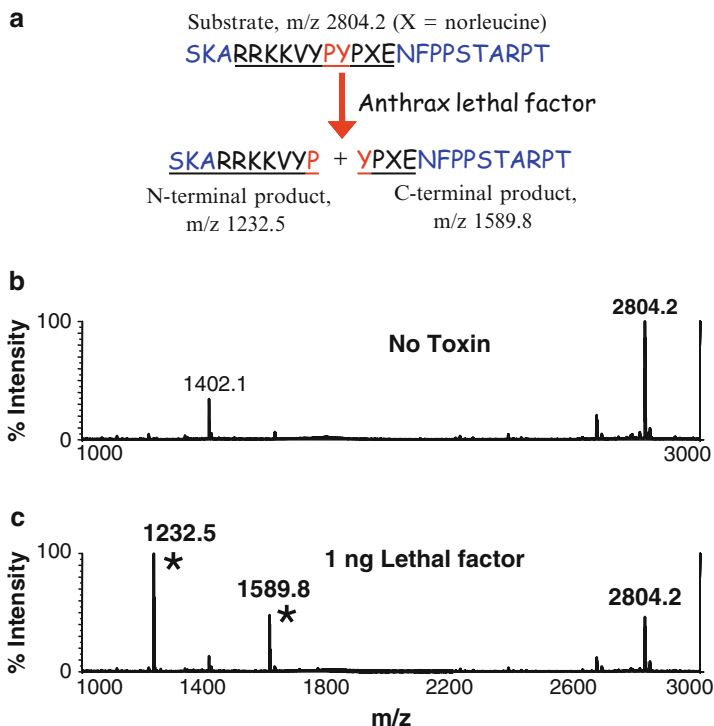 a
Substrate, m/z 2804.2 (X = norleucine)
SKARRKKVYPYPXENFPPSTARPT
Anthrax lethal factor
SKARRKKVYP + YPXENFPPSTARPT
N-terminal product,
m/z 1232.5
C-terminal product,
m/z 1589.8
b
% Intensity
100
0
No Toxin
1402.1
2804.2
1000
3000
c
% Intensity
100
0
1232.5
*
1589.8
*
1 ng Lethal factor
2804.2
1000 1400 1800 2200 2600 3000
m/z